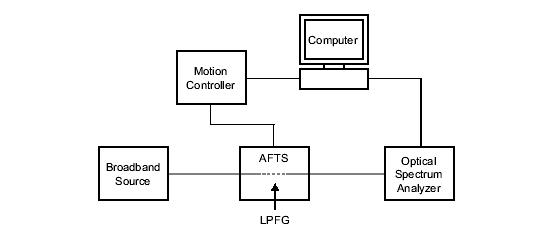 Computer
Motion
Controller
AFTS
Broadband
Source
Optical
Spectrum
Analyzer
LPFG